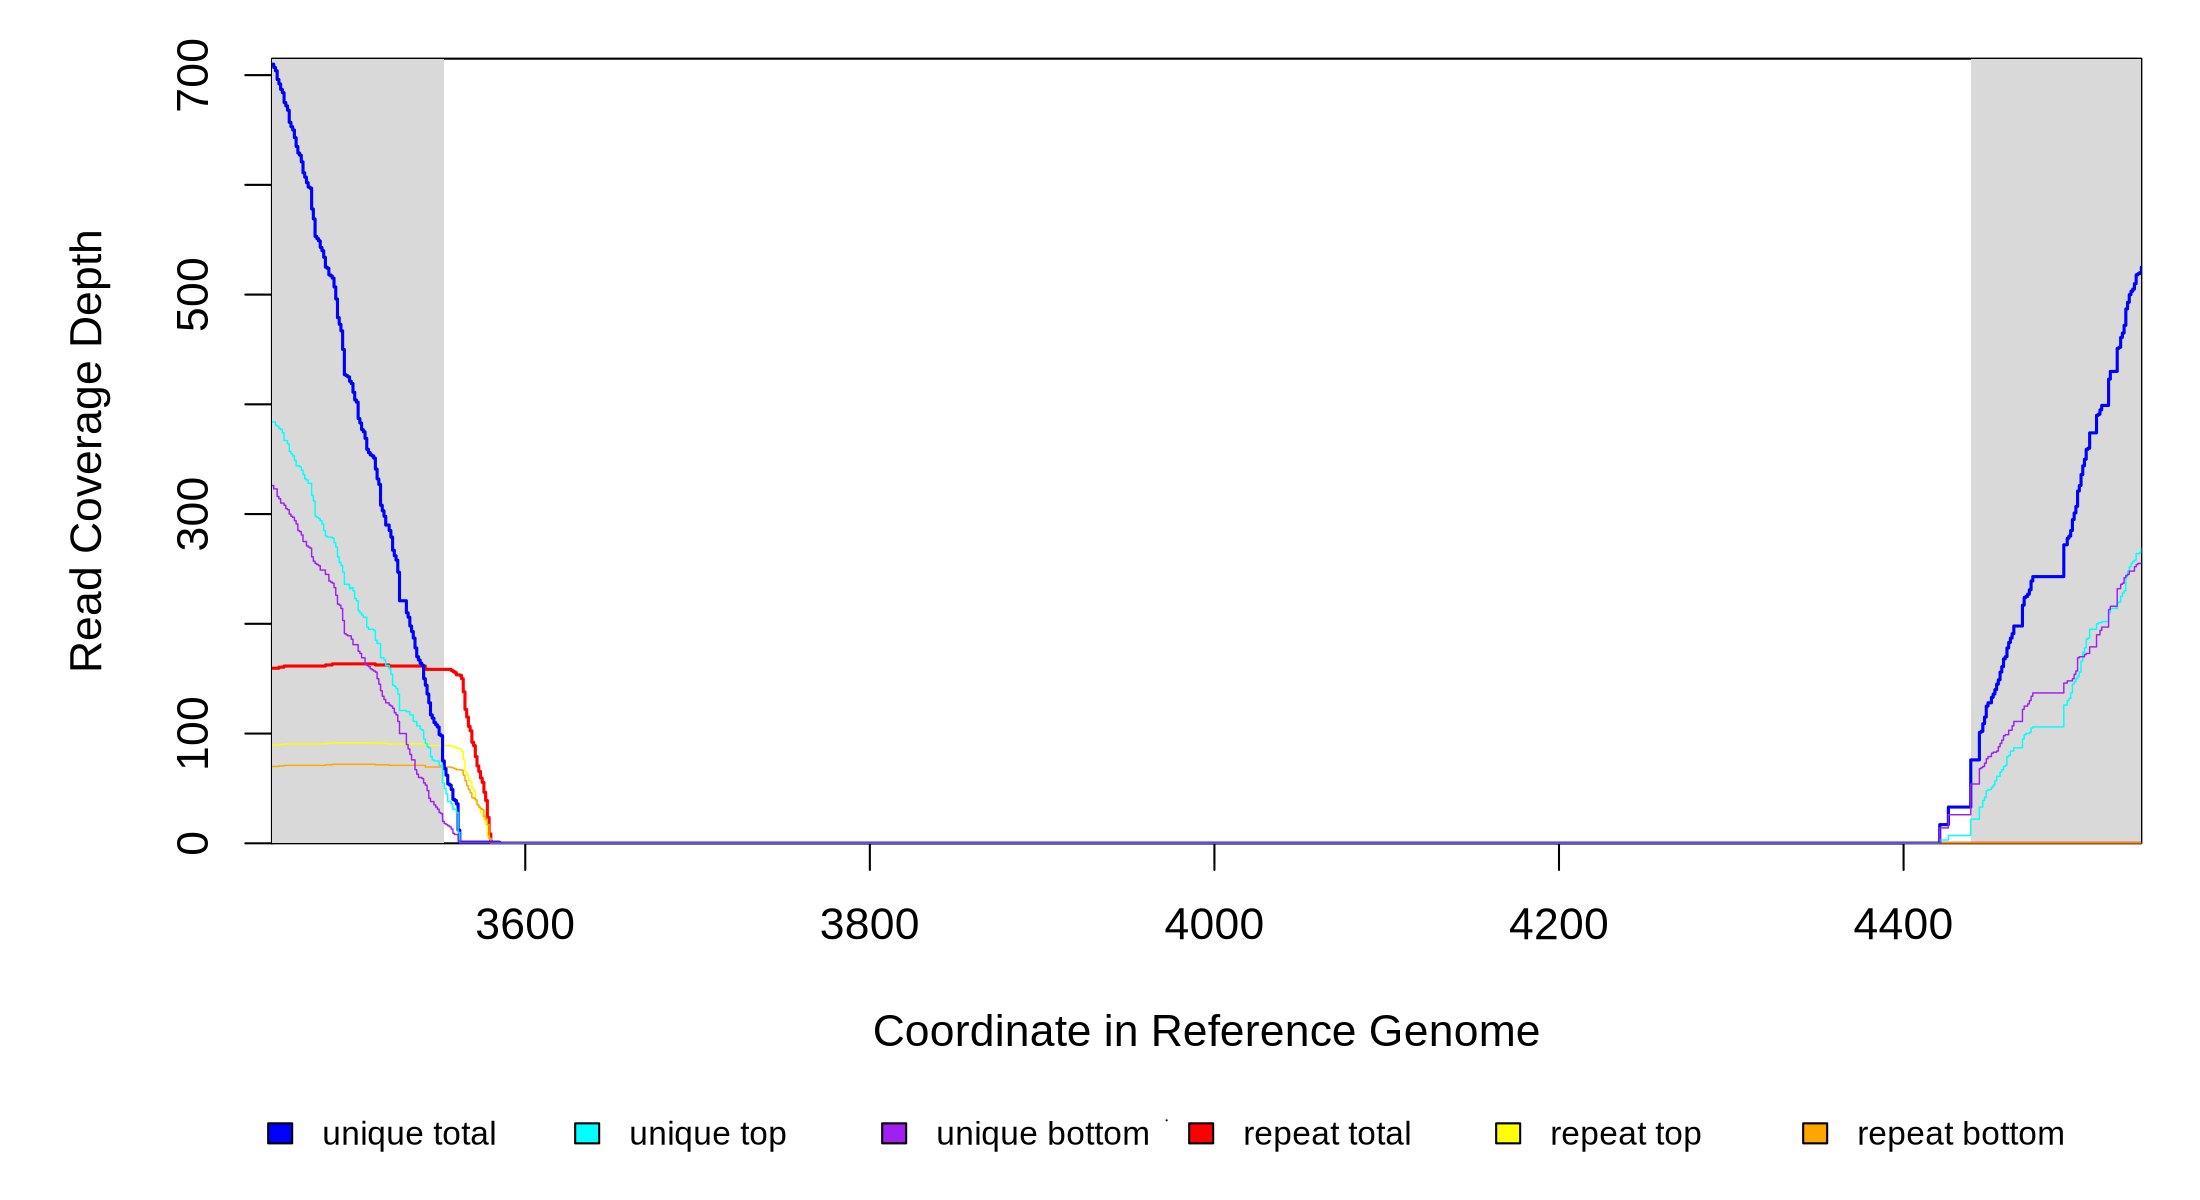 Read Coverage Depth
700
500
300
100
0
3600 3800 4000 4200 4400
Coordinate in Reference Genome
unique total unique top unique bottom repeat total repeat top repeat bottom